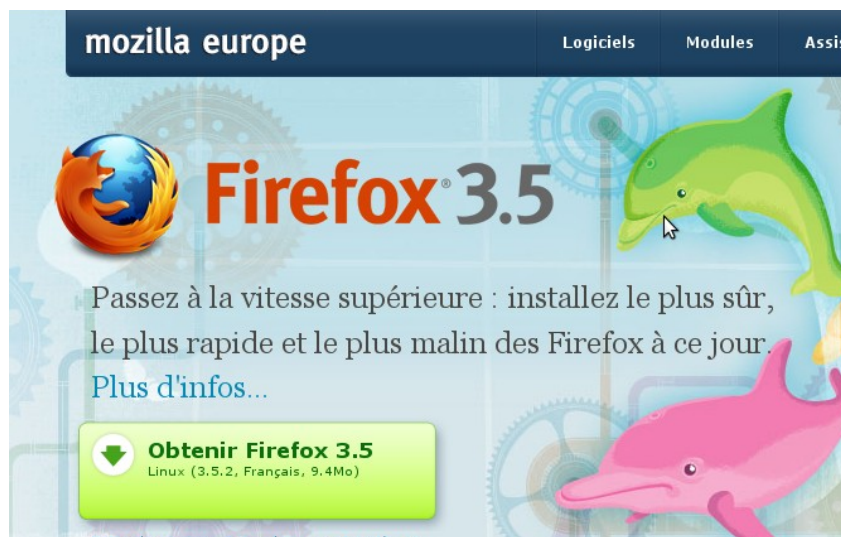 mozilla europe
Logiciels
Modules
Firefox® 3.5
Passez à la vitesse supérieure : installez le plus sûr,
le plus rapide et le plus malin des Firefox à ce jour.
Plus d'infos...
Obtenir Firefox 3.5
Linux (3.5.2, Français, 9.4Mo)